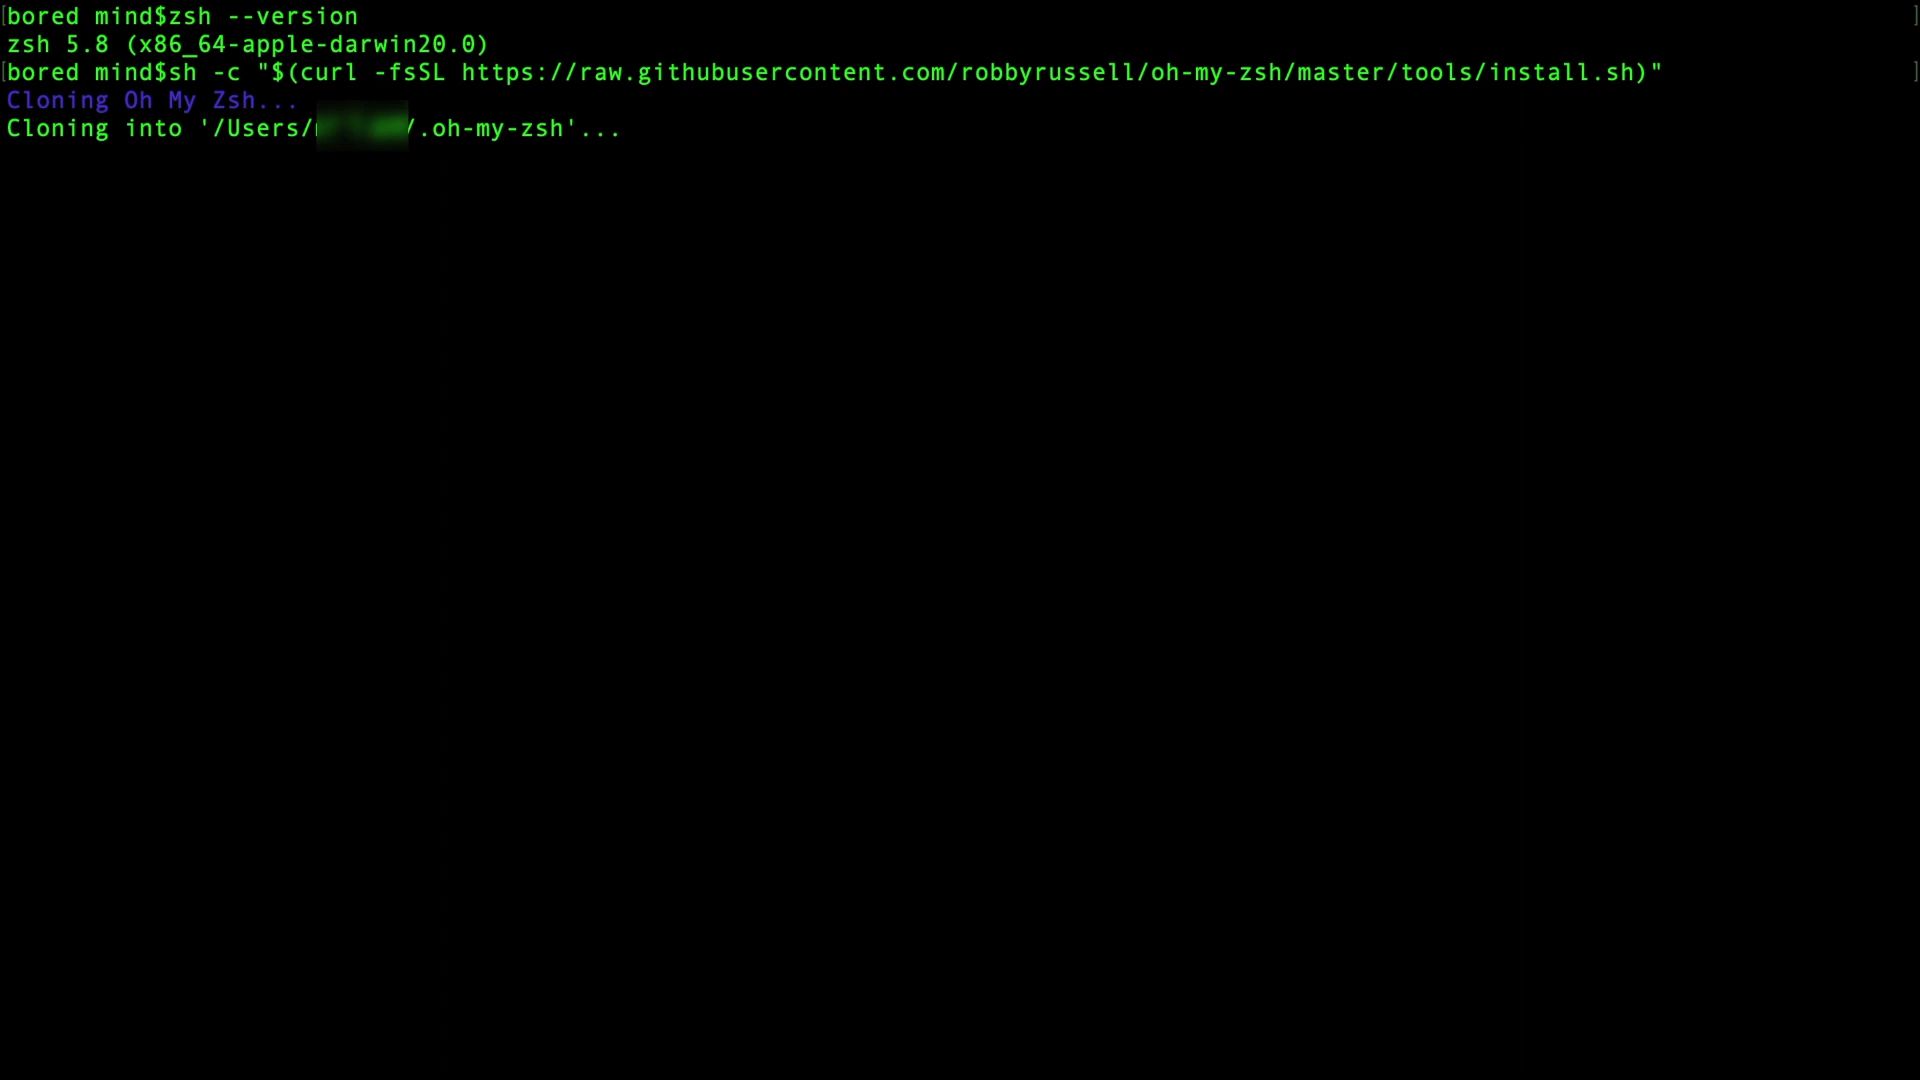 [bored mind$zsh --version ]
zsh 5.8 (x86_64-apple-darwin20.0)
[bored mind$sh -c "$(curl -fsSL https://raw.githubusercontent.com/robbyrussell/oh-my-zsh/master/tools/install.sh)" ]
Cloning Oh My Zsh...
Cloning into '/Users/ /.oh-my-zsh'...